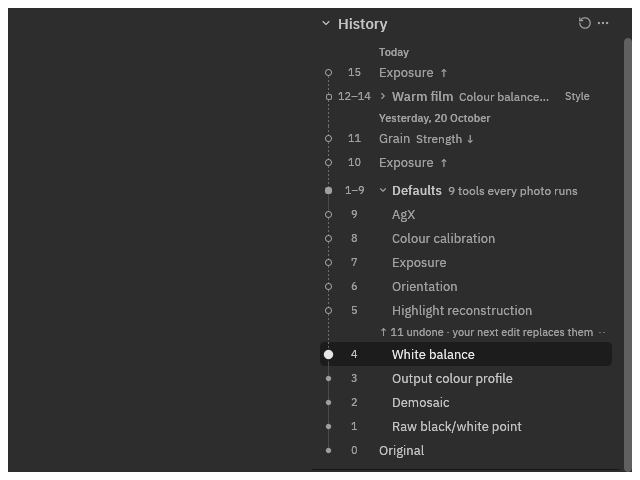 History
Today
15 Exposure ↑
12–14 Warm film Colour balance... Style
Yesterday, 20 October
11 Grain Strength ↓
10 Exposure ↑
1–9 Defaults 9 tools every photo runs
9 AgX
8 Colour calibration
7 Exposure
6 Orientation
5 Highlight reconstruction
↑ 11 undone · your next edit replaces them
4 White balance
3 Output colour profile
2 Demosaic
1 Raw black/white point
0 Original